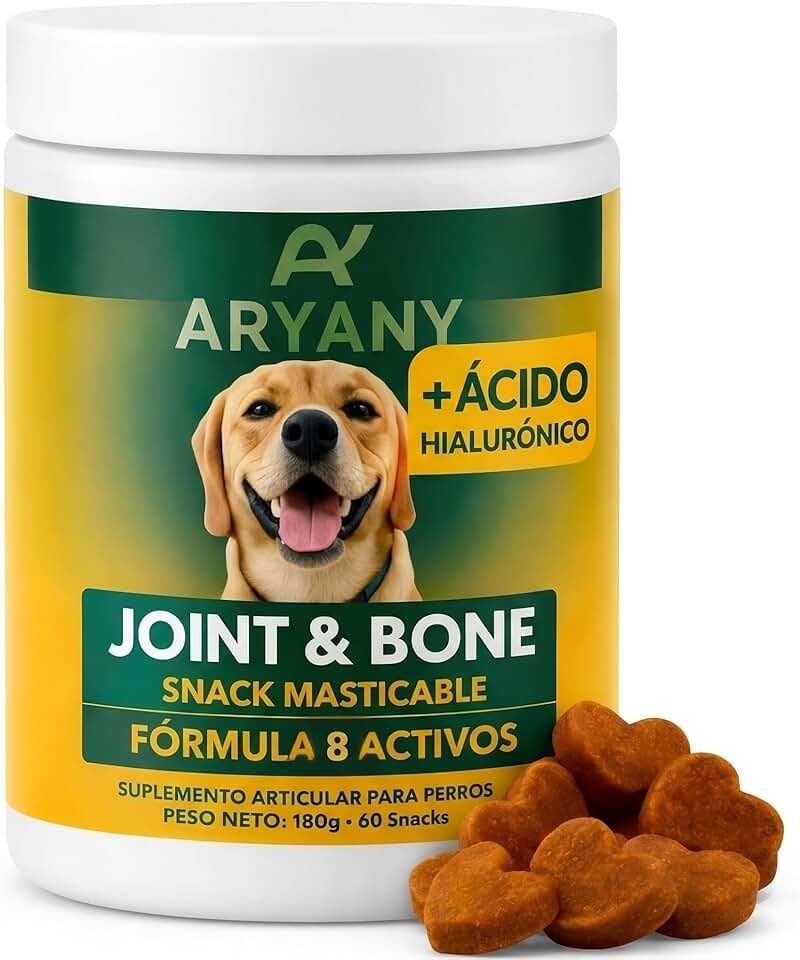 ARYANY
+ÁCIDO
HIALURÓNICO
JOINT & BONE
SNACK MASTICABLE
FÓRMULA 8 ACTIVOS
SUPLEMENTO ARTICULAR PARA PERROS
PESO NETO: 180g • 60 Snacks